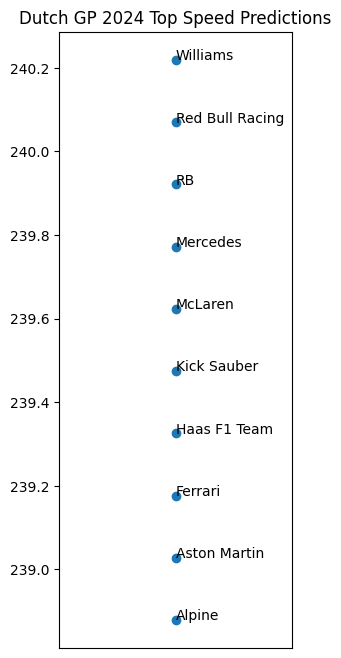 Dutch GP 2024 Top Speed Predictions
240.2
Williams
Red Bull Racing
240.0
RB
239.8
Mercedes
McLaren
239.6
Kick Sauber
239.4
Haas F1 Team
239.2
Ferrari
Aston Martin
239.0
Alpine